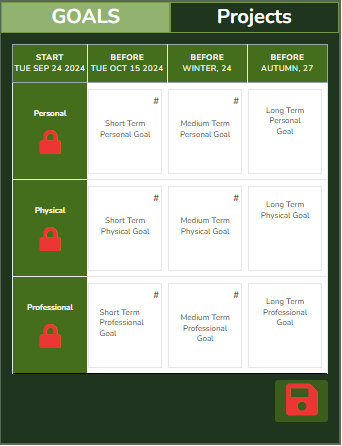 GOALS
Projects
START
TUE SEP 24 2024
BEFORE
TUE OCT 15 2024
BEFORE
WINTER, 24
BEFORE
AUTUMN, 27
Personal
#
Short Term
Personal Goal
#
Medium Term
Personal Goal
Long Term
Personal
Goal
Physical
#
Short Term
Physical Goal
#
Medium Term
Physical Goal
Long Term
Physical Goal
Professional
#
Short Term
Professional
Goal
#
Medium Term
Professional
Goal
Long Term
Professional
Goal